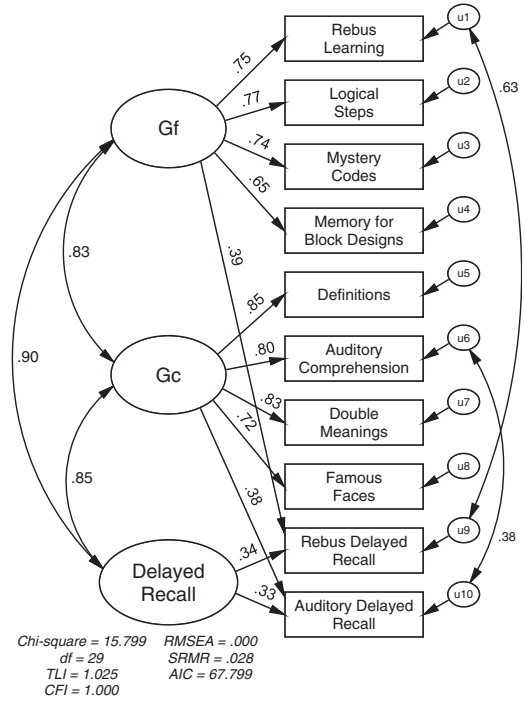 u1
Rebus
Learning
.75
.63
u2
Logical
Steps
.77
Gf
u3
Mystery
Codes
.74
.65
u4
Memory for
Block Designs
.39
.83
u5
Definitions
.85
u6
Auditory
Comprehension
.80
.90
Gc
u7
Double
Meanings
.83
.72
u8
Famous
Faces
.85
.38
u9
Rebus Delayed
Recall
.34
.38
Delayed
Recall
u10
Auditory Delayed
Recall
.33
Chi-square = 15.799 RMSEA = .000
df = 29 SRMR = .028
TLI = 1.025 AIC = 67.799
CFI = 1.000